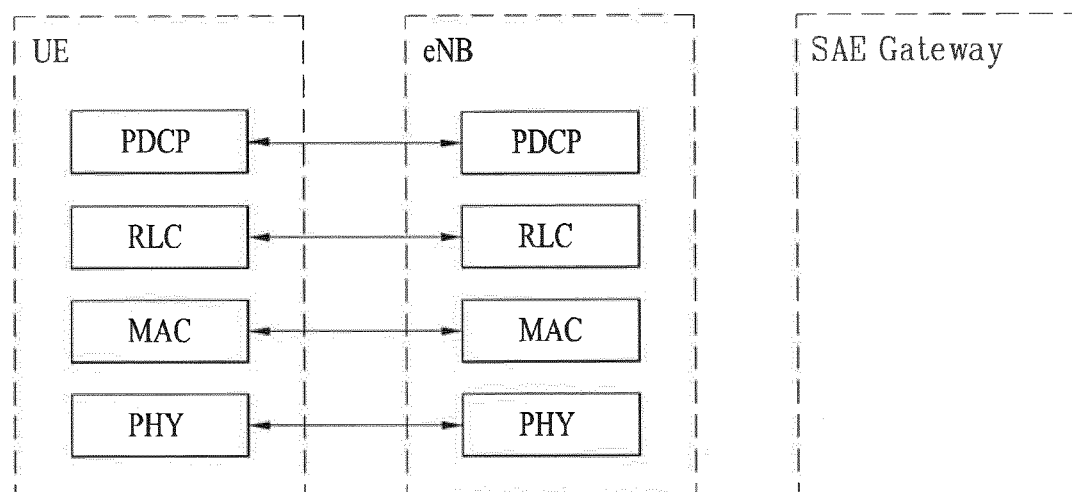 UE
eNB
SAE Gateway
PDCP
PDCP
RLC
RLC
MAC
MAC
PHY
PHY